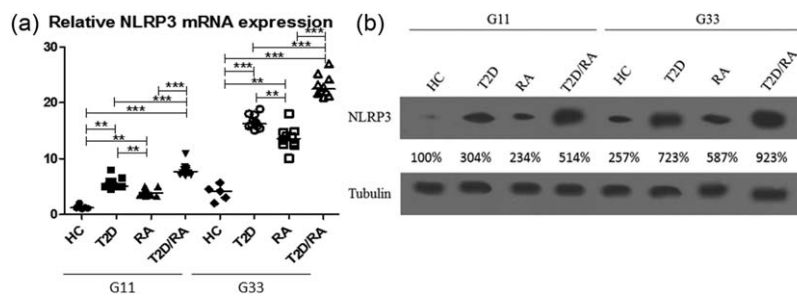 (a) Relative NLRP3 mRNA expression
***
***
***
***
**
**
***
***
***
**
**
**
30
20
10
0
HC T2D RA T2D/RA HC T2D RA T2D/RA
G11 G33
(b)
G11 G33
HC T2D RA T2D/RA HC T2D RA T2D/RA
NLRP3
100% 304% 234% 514% 257% 723% 587% 923%
Tubulin